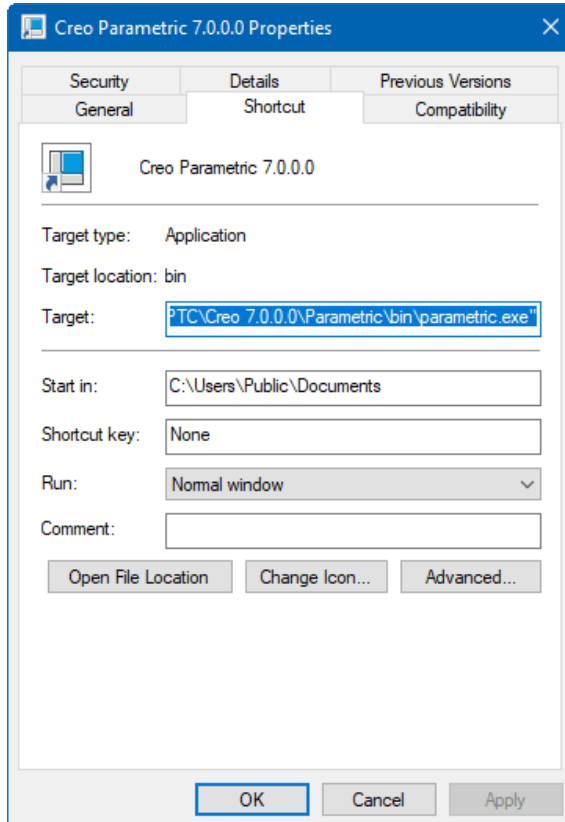 Creo Parametric 7.0.0.0 Properties
Security Details Previous Versions
General Shortcut Compatibility
Creo Parametric 7.0.0.0
Target type: Application
Target location: bin
Target: PTC\Creo 7.0.0.0\Parametric\bin\parametric.exe"
Start in: C:\Users\Public\Documents
Shortcut key: None
Run: Normal window
Comment:
Open File Location Change Icon... Advanced...
OK Cancel Apply